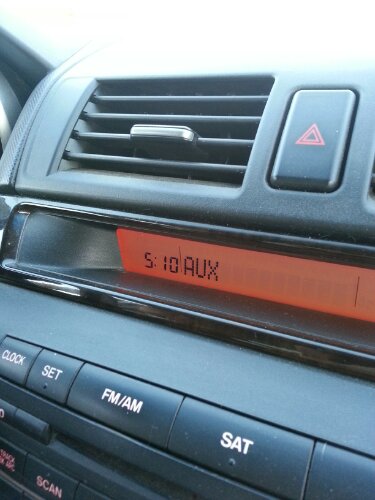 5:10 AUX
CLOCK
SET
FM/AM
SAT
SCAN